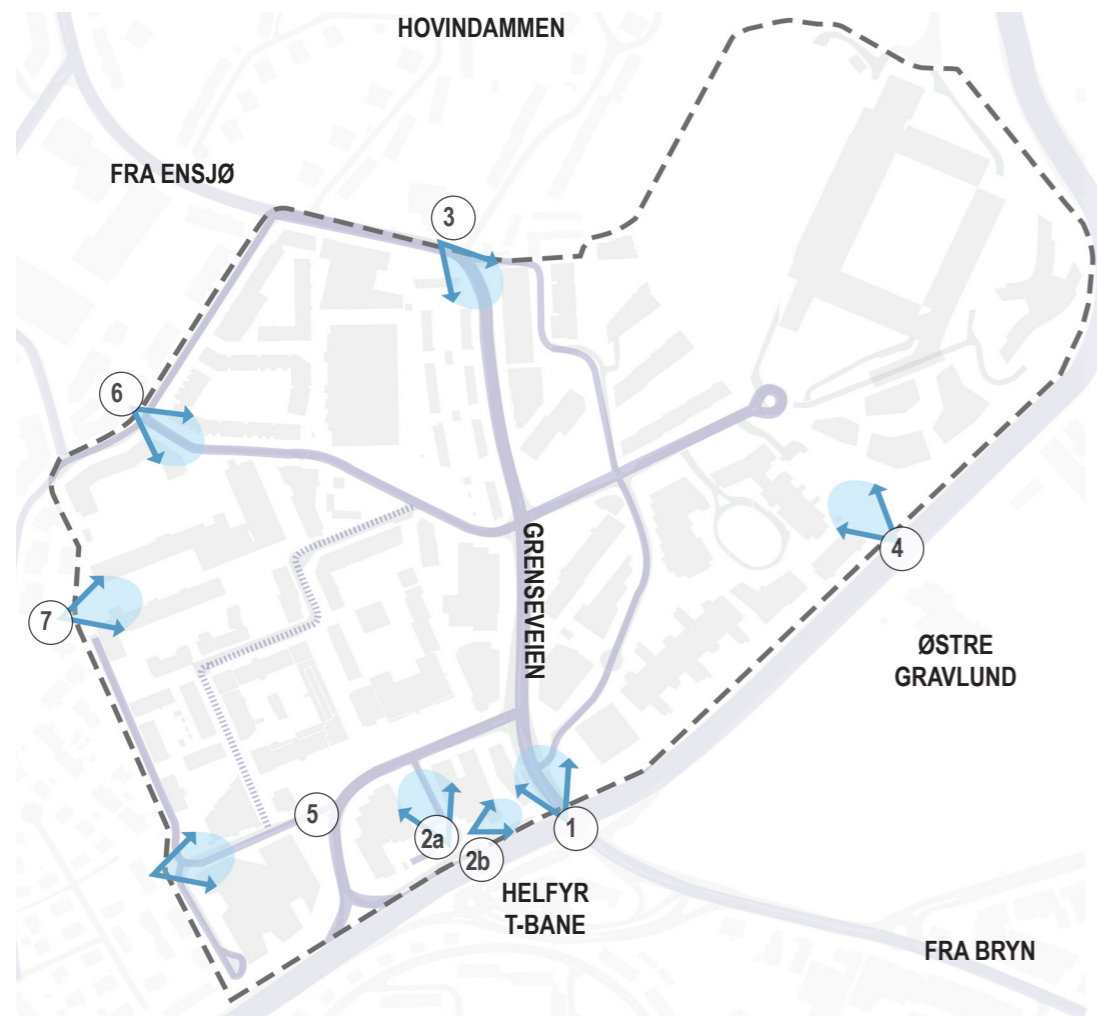 HOVINDAMMEN
FRA ENSJØ
3
6
GRENSEVEIEN
4
7
ØSTRE
GRAVLUND
5
2a
2b
1
HELFYR
T-BANE
FRA BRYN